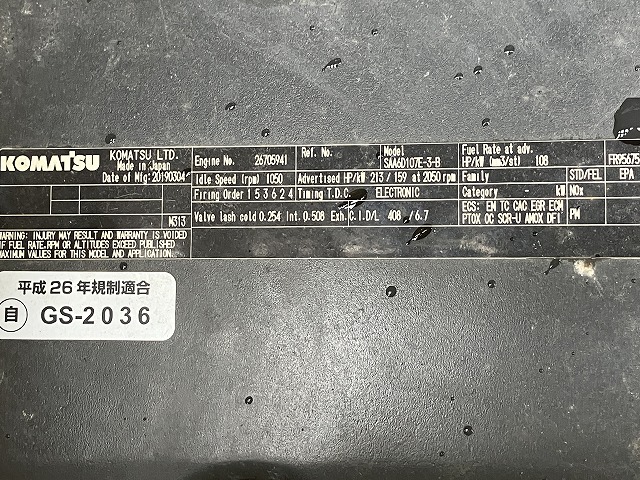 KOMATSU KOMATSU LTD.
Made in Japan
Date of Mfg: 20190304
N313
WARNING: INJURY MAY RESULT AND WARRANTY IS VOIDED
IF FUEL RATE.RPM OR ALTITUDES EXCEED PUBLISHED
MAXIMUM VALUES FOR THIS MODEL AND APPLICATION.
Engine No. 26705941 Ref. No. Model SAA6D107E-3-B Fuel Rate at adv. HP/kW (mm3/st) 108 FR95675
Idle Speed (rpm) 1050 Advertised HP/kW 213 / 159 at 2050 rpm Family STD/FEL EPA
Firing Order 1 5 3 6 2 4 Timing T.D.C. ELECTRONIC Category kW NOx
Valve lash cold 0.254 Int. 0.508 Exh. C.I.D/L 408 / 6.7 ECS: EN TC CAC EGR ECM PM
PTOX OC SCR-U AMOX DFI
平成26年規制適合
自 GS-2036